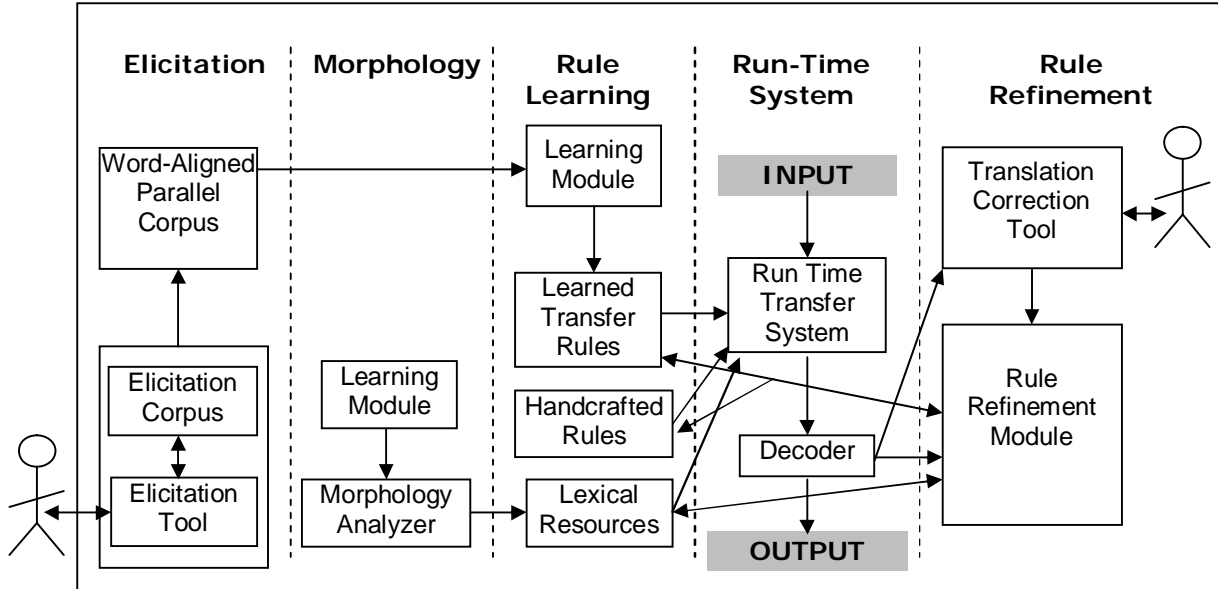 Elicitation
Morphology
Rule
Learning
Run-Time
System
Rule
Refinement
Word-Aligned
Parallel
Corpus
Elicitation
Corpus
Elicitation
Tool
Learning
Module
Morphology
Analyzer
Learning
Module
Learned
Transfer
Rules
Handcrafted
Rules
Lexical
Resources
INPUT
Run Time
Transfer
System
Decoder
OUTPUT
Translation
Correction
Tool
Rule
Refinement
Module